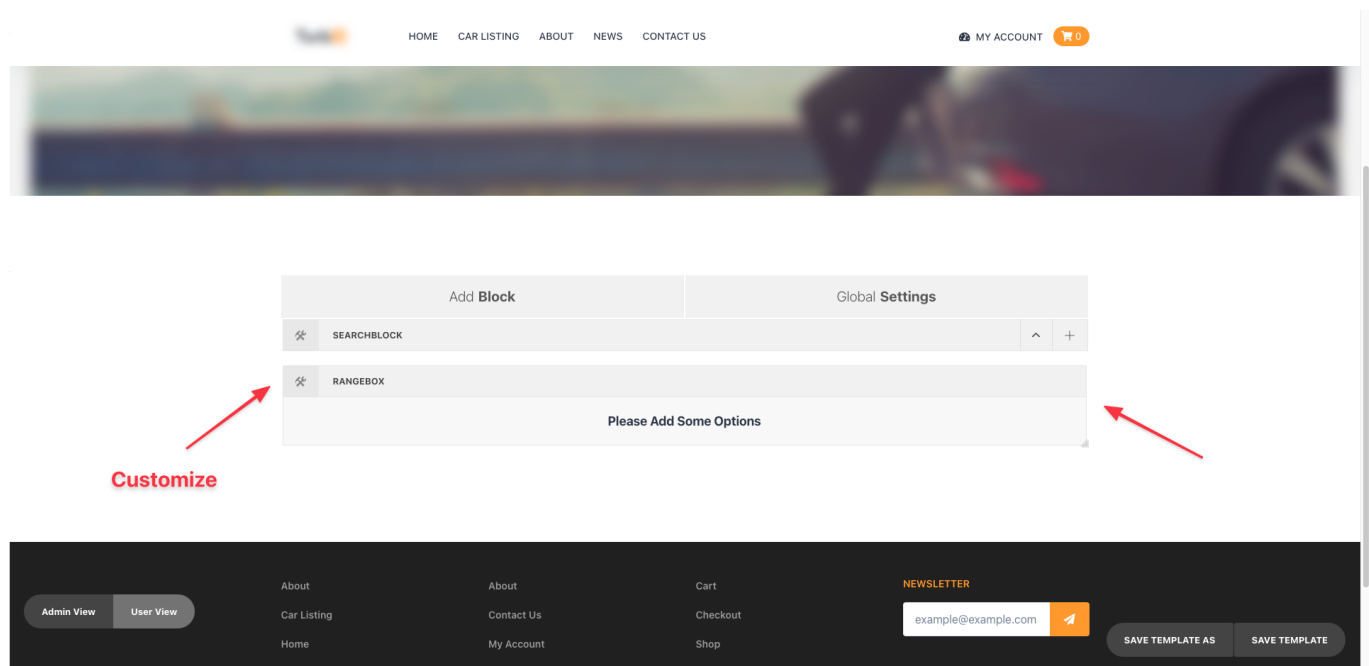 HOME CAR LISTING ABOUT NEWS CONTACT US MY ACCOUNT 0
Add Block Global Settings
SEARCHBLOCK
RANGEBOX
Please Add Some Options
Customize
About About Cart NEWSLETTER
Admin View User View Car Listing Contact Us Checkout example@example.com
Home My Account Shop SAVE TEMPLATE AS SAVE TEMPLATE